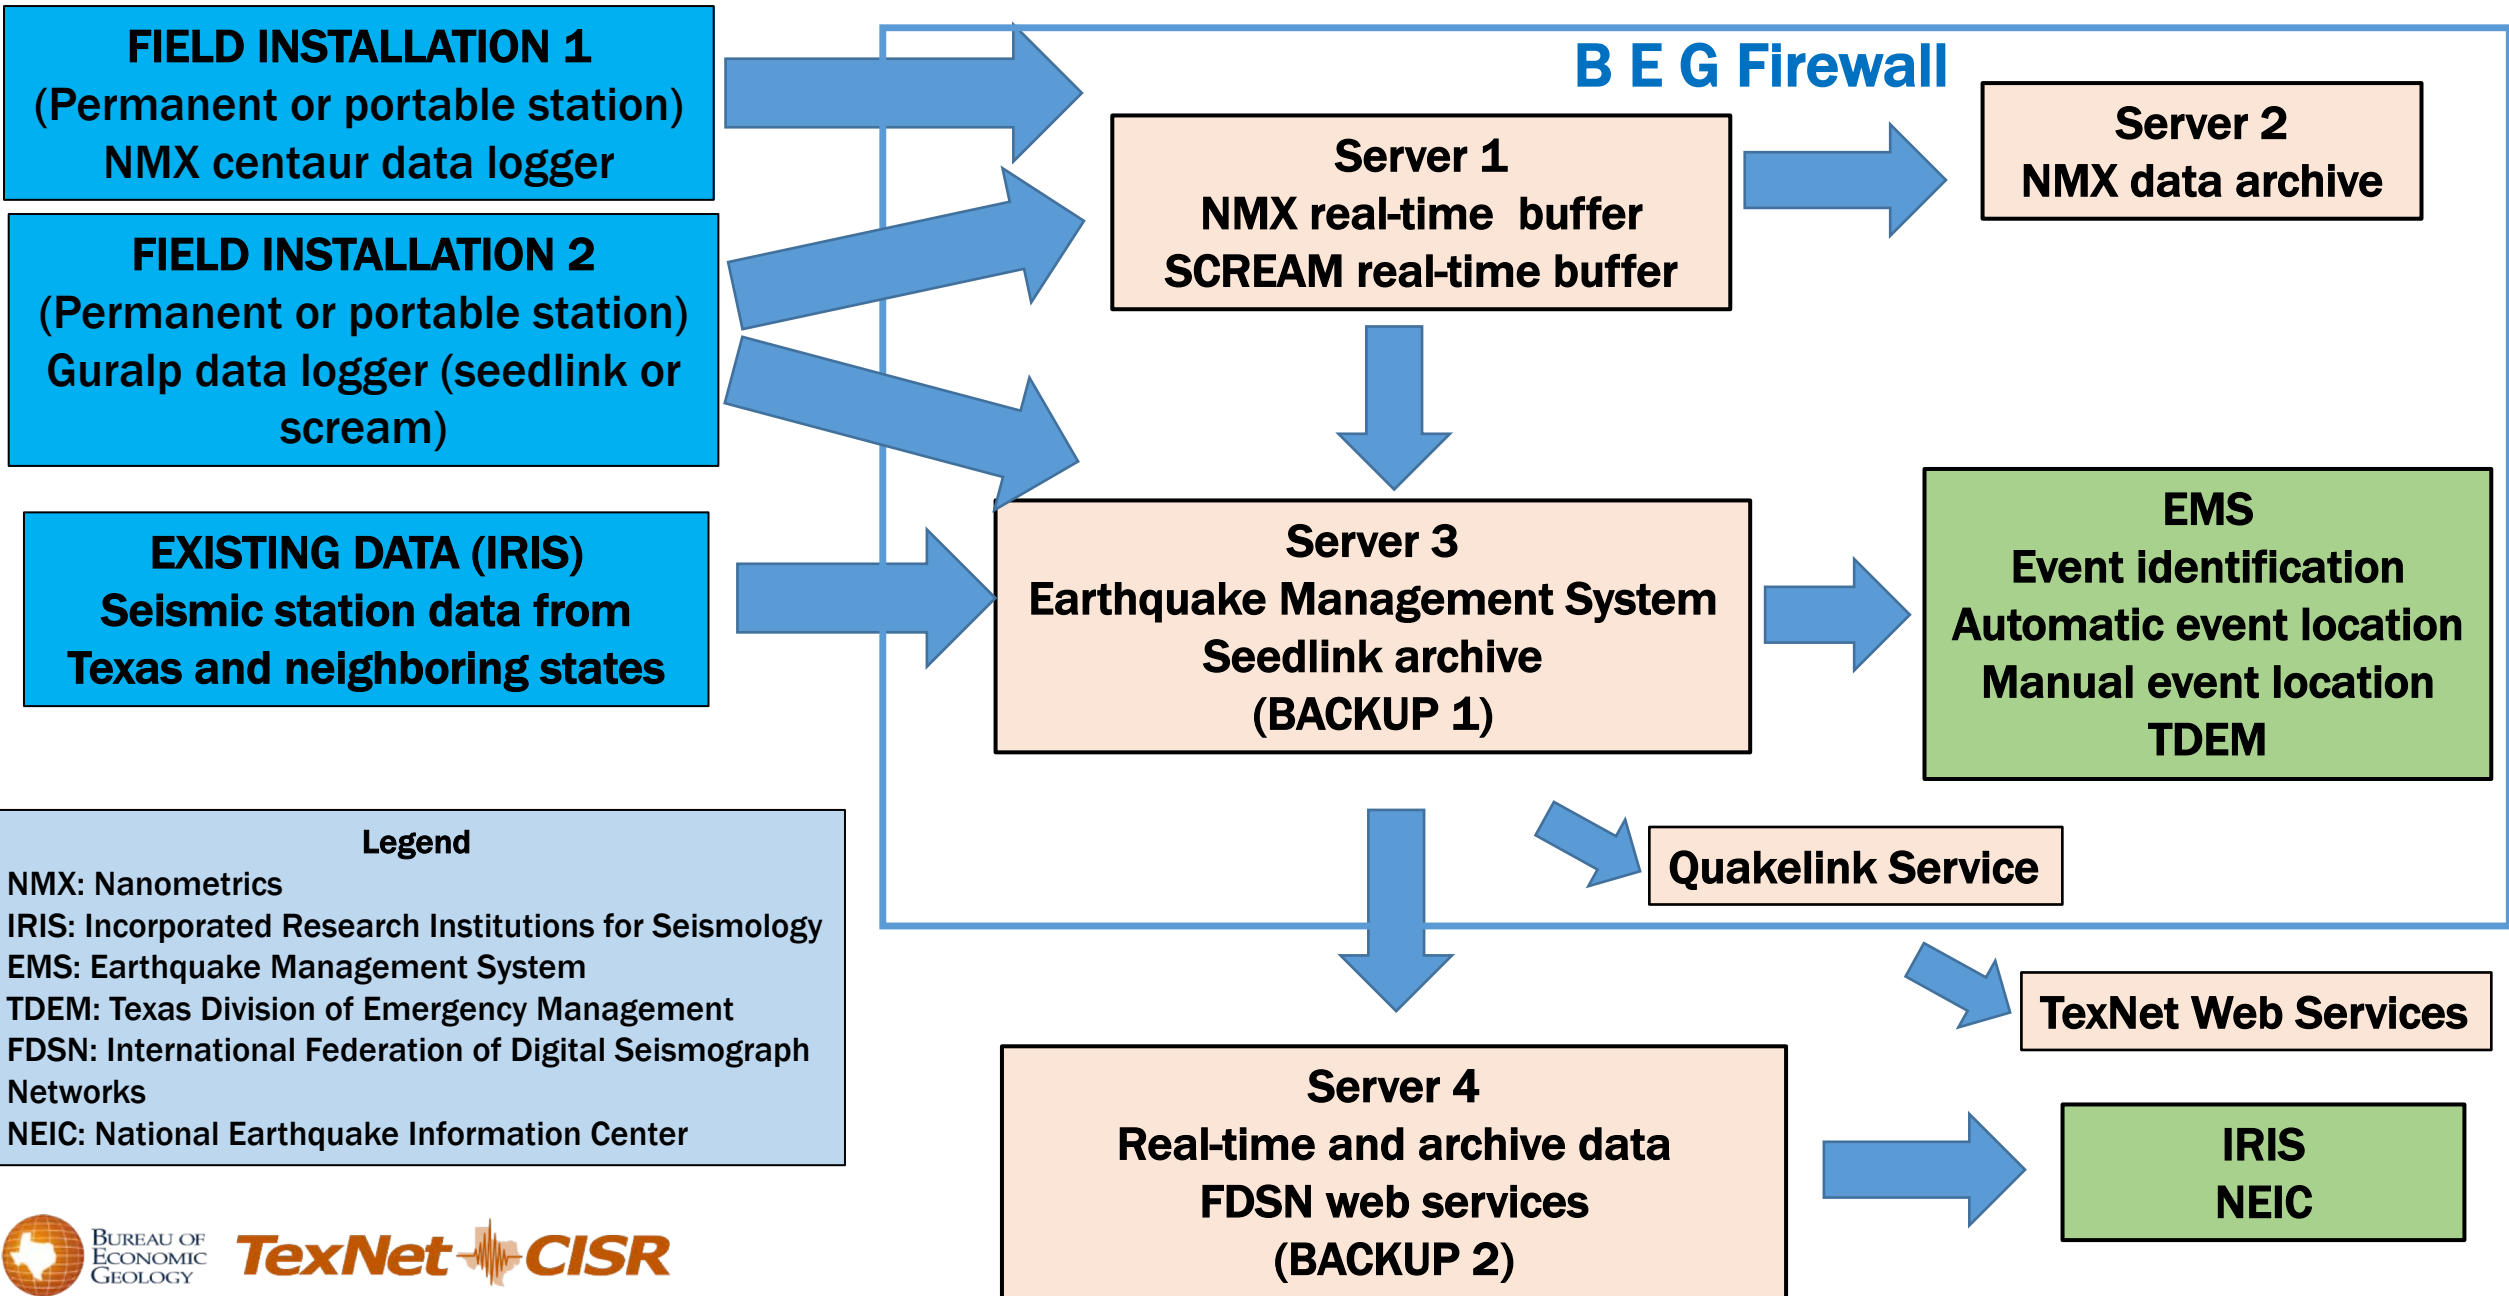 FIELD INSTALLATION 1
(Permanent or portable station)
NMX centaur data logger
FIELD INSTALLATION 2
(Permanent or portable station)
Guralp data logger (seedlink or
scream)
EXISTING DATA (IRIS)
Seismic station data from
Texas and neighboring states
B E G Firewall
Server 1
NMX real-time  buffer
SCREAM real-time buffer
Server 2
NMX data archive
Server 3
Earthquake Management System
Seedlink archive
(BACKUP 1)
EMS
Event identification
Automatic event location
Manual event location
TDEM
Quakelink Service
TexNet Web Services
Server 4
Real-time and archive data
FDSN web services
(BACKUP 2)
IRIS
NEIC
Legend
NMX: Nanometrics
IRIS: Incorporated Research Institutions for Seismology
EMS: Earthquake Management System
TDEM: Texas Division of Emergency Management
FDSN: International Federation of Digital Seismograph
Networks
NEIC: National Earthquake Information Center
BUREAU OF
ECONOMIC
GEOLOGY
TexNet CISR